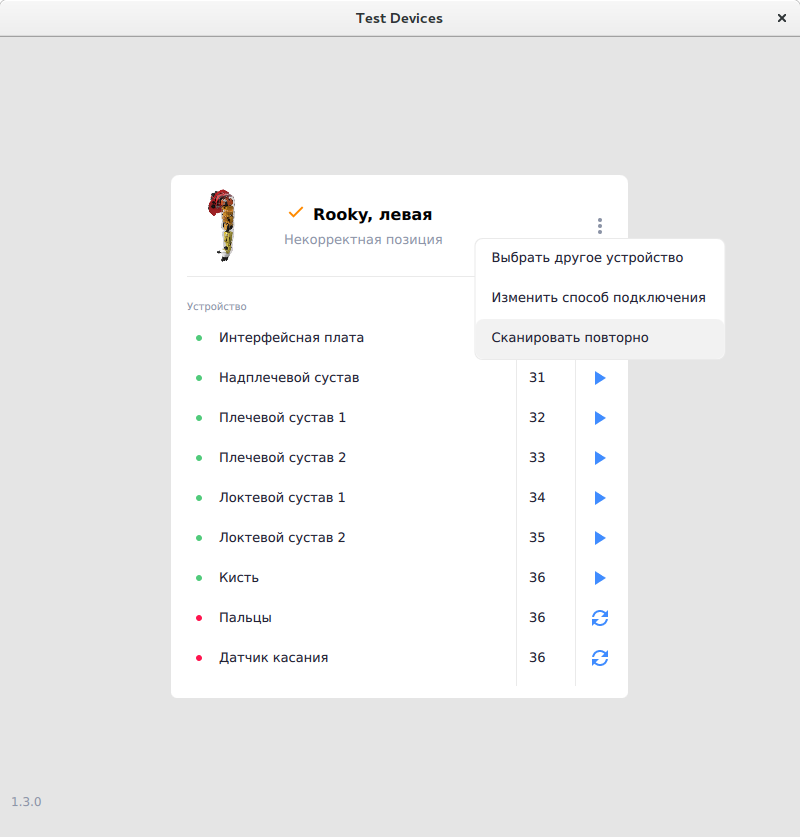 Test Devices
Rooky, левая
Некорректная позиция
Выбрать другое устройство
Изменить способ подключения
Сканировать повторно
Устройство
Интерфейсная плата
Надплечевой сустав 31
Плечевой сустав 1 32
Плечевой сустав 2 33
Локтевой сустав 1 34
Локтевой сустав 2 35
Кисть 36
Пальцы 36
Датчик касания 36
1.3.0